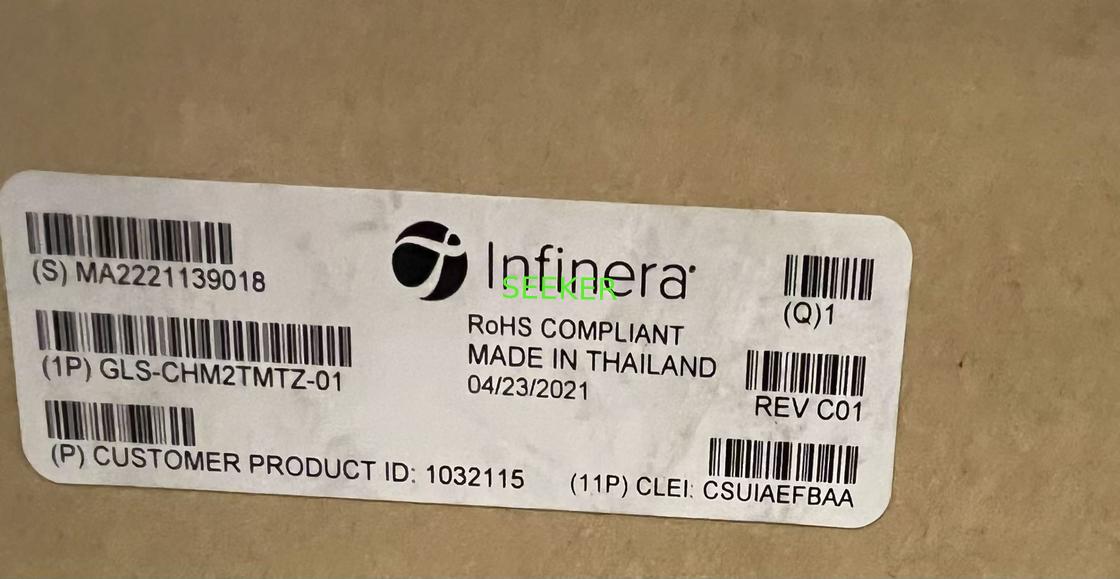 (S) MA2221139018
Infinera
SEEKER
(Q)1
RoHS COMPLIANT
MADE IN THAILAND
04/23/2021
(1P) GLS-CHM2TMTZ-01
REV C01
(P) CUSTOMER PRODUCT ID: 1032115
(11P) CLEI: CSUIAEFBAA